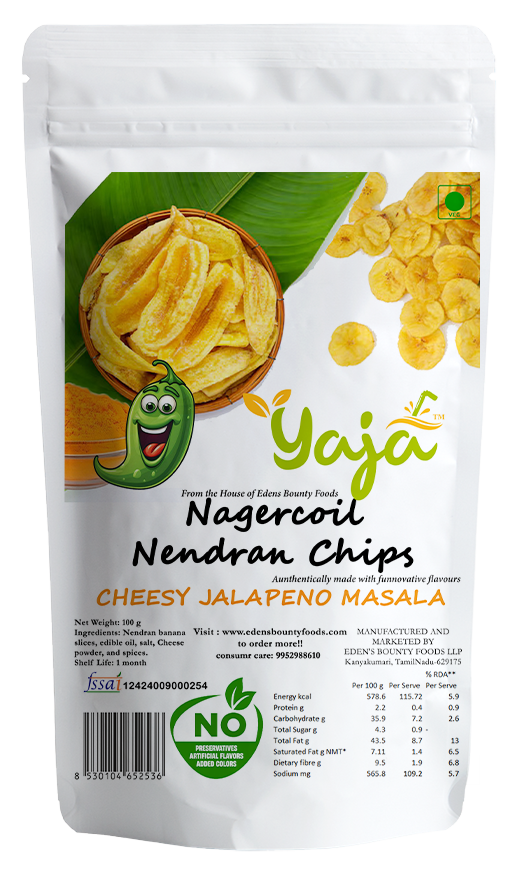 VEG
Yaja TM
From the House of Edens Bounty Foods
Nagercoil
Nendran Chips
Aunthentically made with funnovative flavours
CHEESY JALAPENO MASALA
Net Weight: 100 g
Ingredients: Nendran banana
slices, edible oil, salt, Cheese
powder, and spices.
Shelf Life: 1 month
Visit : www.edensbountyfoods.com
to order more!!
consumr care: 9952988610
MANUFACTURED AND
MARKETED BY
EDEN'S BOUNTY FOODS LLP
Kanyakumari, TamilNadu-629175
fssai 12424009000254
8 530104 652536
NO
PRESERVATIVES
ARTIFICIAL FLAVORS
ADDED COLORS
% RDA**
Per 100 g Per Serve Per Serve
Energy kcal 578.6 115.72 5.9
Protein g 2.2 0.4 0.9
Carbohydrate g 35.9 7.2 2.6
Total Sugar g 4.3 0.9 -
Total Fat g 43.5 8.7 13
Saturated Fat g NMT* 7.11 1.4 6.5
Dietary fibre g 9.5 1.9 6.8
Sodium mg 565.8 109.2 5.7